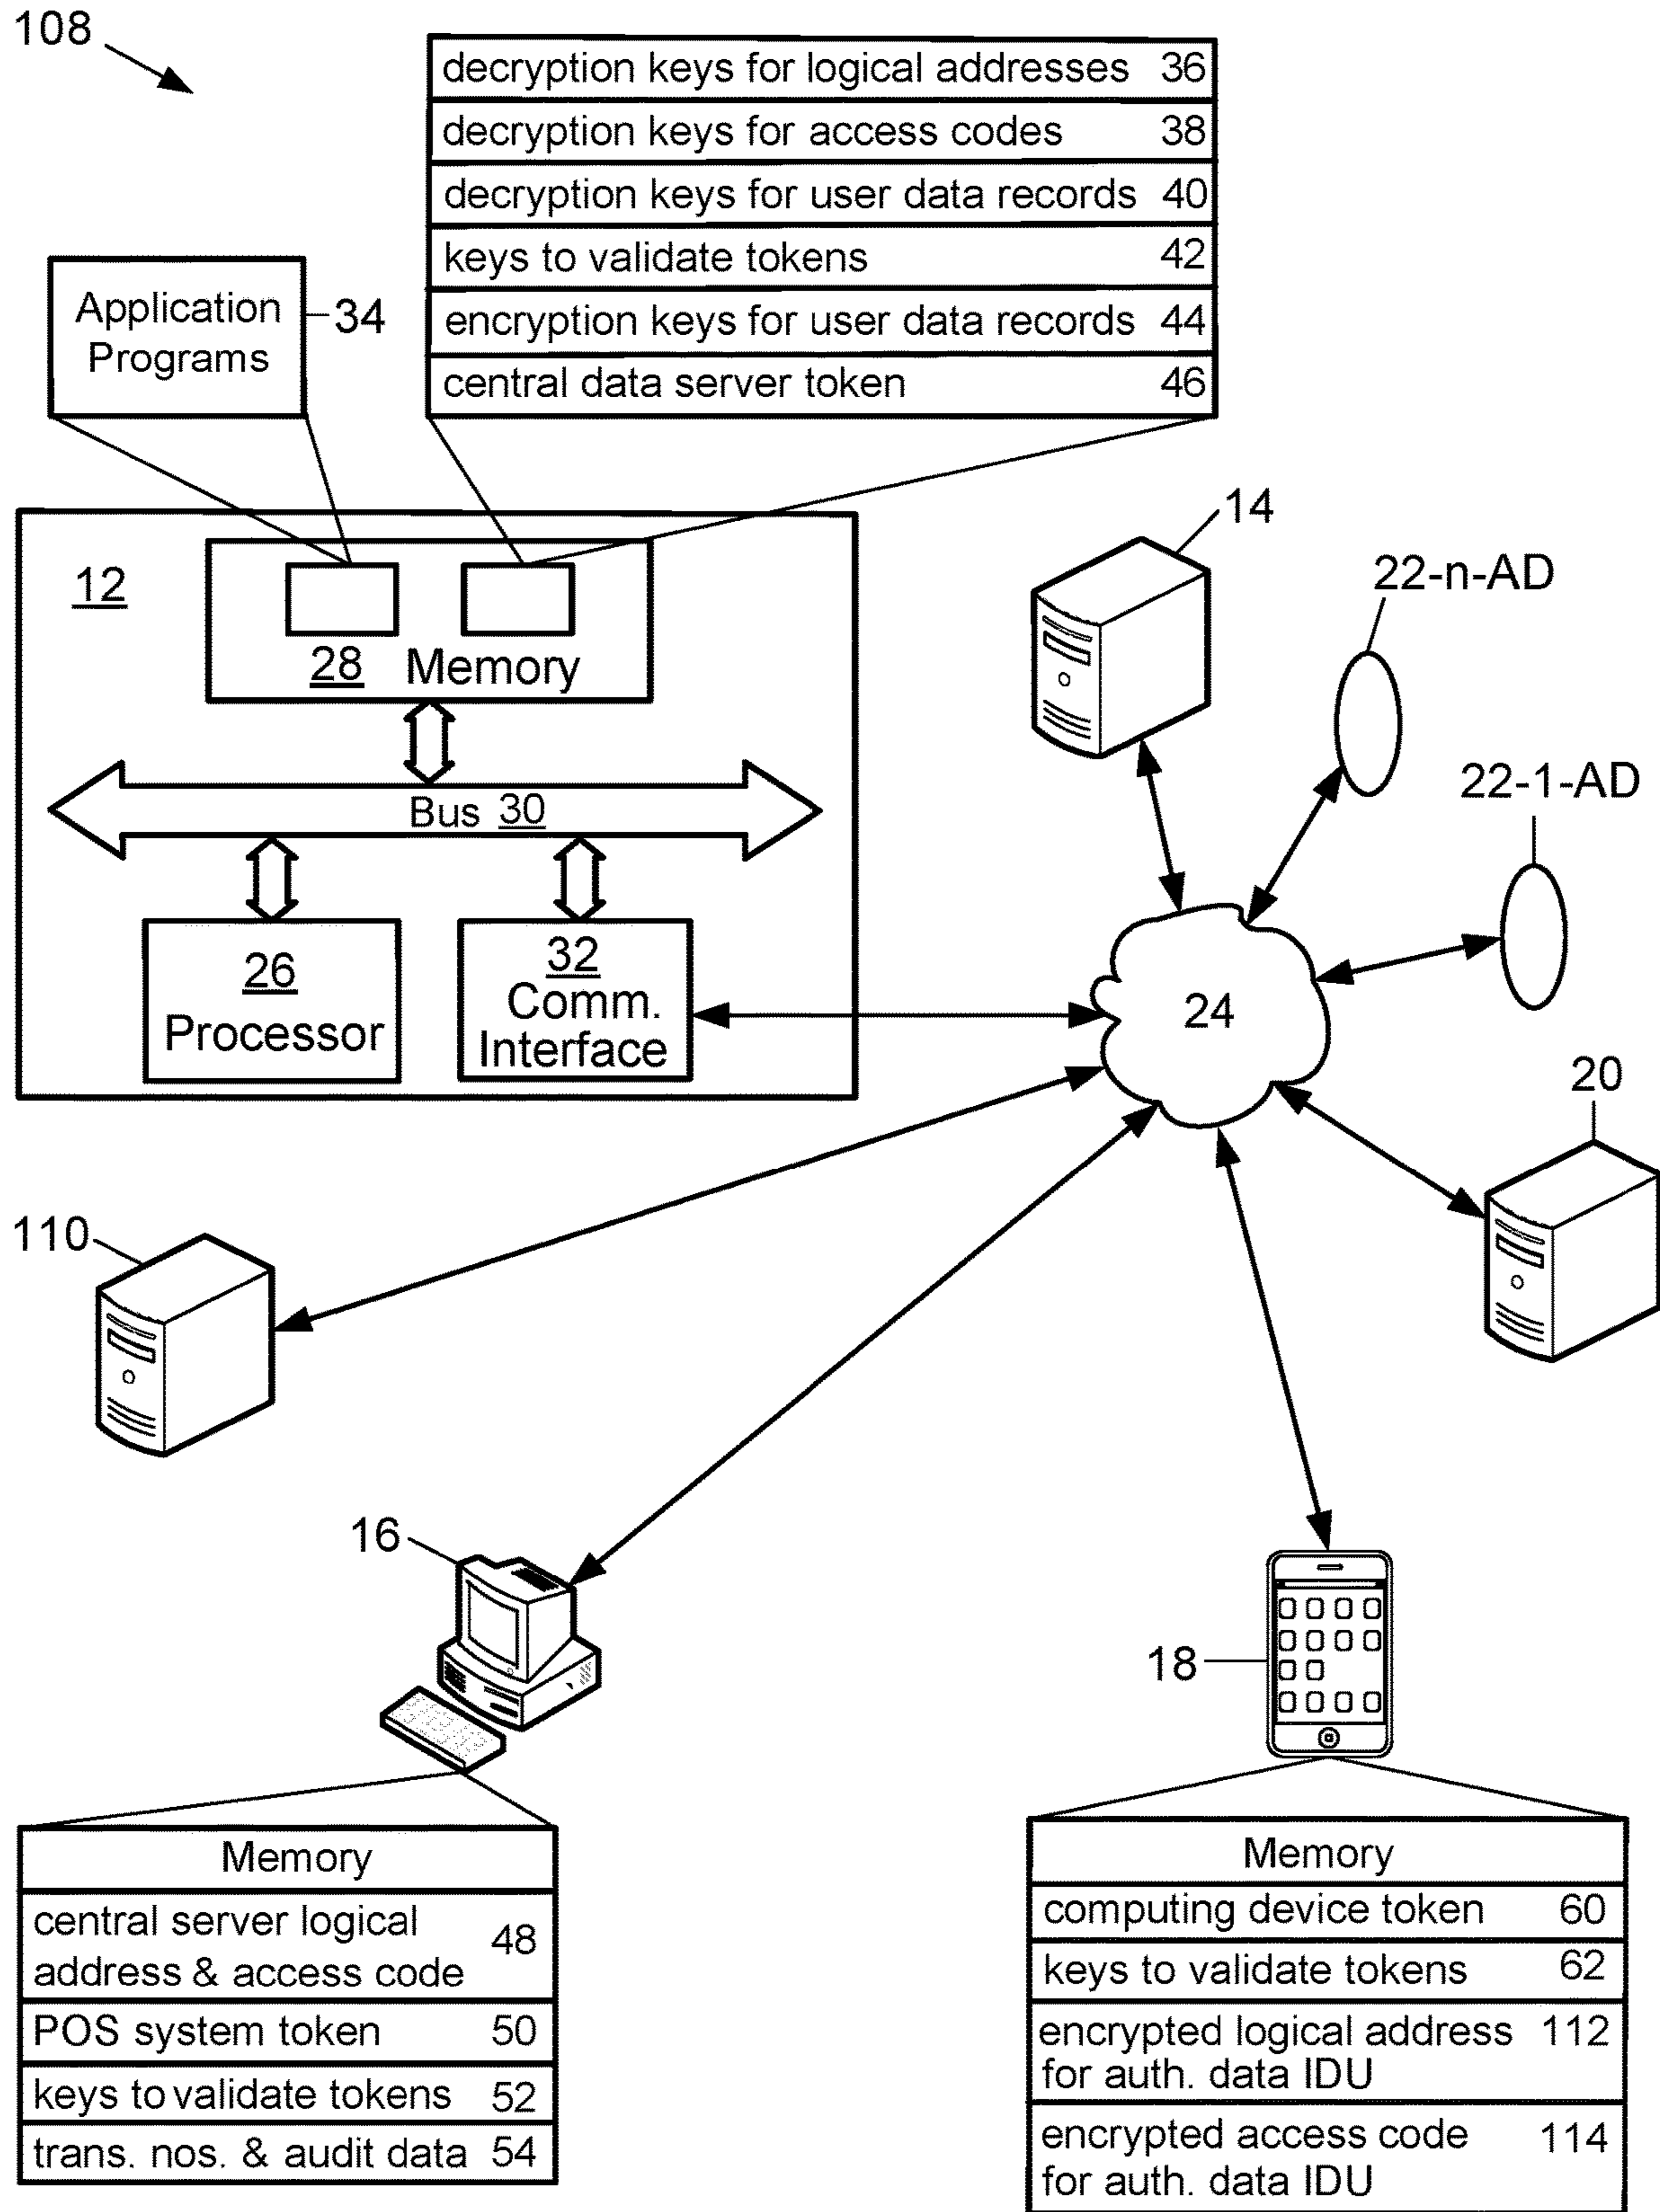 108
decryption keys for logical addresses 36
decryption keys for access codes 38
decryption keys for user data records 40
keys to validate tokens 42
encryption keys for user data records 44
central data server token 46
Application
Programs
34
12
28 Memory
Bus 30
26
Processor
32
Comm.
Interface
14
22-n-AD
22-1-AD
24
20
110
16
18
Memory
central server logical
address & access code 48
POS system token 50
keys to validate tokens 52
trans. nos. & audit data 54
Memory
computing device token 60
keys to validate tokens 62
encrypted logical address 112
for auth. data IDU
encrypted access code 114
for auth. data IDU